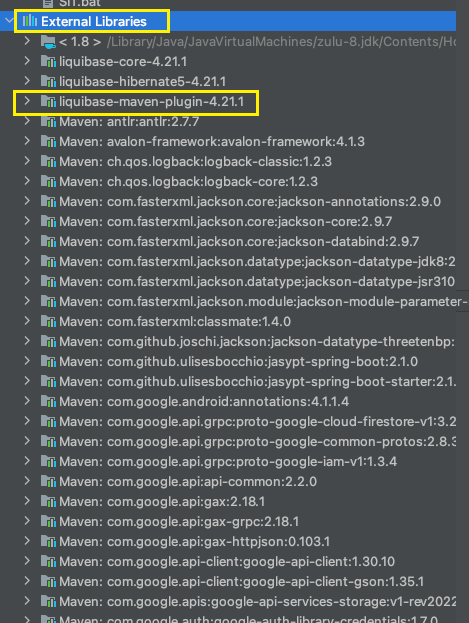 SIT.bat
External Libraries
< 1.8 > /Library/Java/JavaVirtualMachines/zulu-8.jdk/Contents/Ho
liquibase-core-4.21.1
liquibase-hibernate5-4.21.1
liquibase-maven-plugin-4.21.1
Maven: antlr:antlr:2.7.7
Maven: avalon-framework:avalon-framework:4.1.3
Maven: ch.qos.logback:logback-classic:1.2.3
Maven: ch.qos.logback:logback-core:1.2.3
Maven: com.fasterxml.jackson.core:jackson-annotations:2.9.0
Maven: com.fasterxml.jackson.core:jackson-core:2.9.7
Maven: com.fasterxml.jackson.core:jackson-databind:2.9.7
Maven: com.fasterxml.jackson.datatype:jackson-datatype-jdk8:2
Maven: com.fasterxml.jackson.datatype:jackson-datatype-jsr310
Maven: com.fasterxml.jackson.module:jackson-module-parameter-
Maven: com.fasterxml:classmate:1.4.0
Maven: com.github.joschi.jackson:jackson-datatype-threetenbp:
Maven: com.github.ulisesbocchio:jasypt-spring-boot:2.1.0
Maven: com.github.ulisesbocchio:jasypt-spring-boot-starter:2.1.
Maven: com.google.android:annotations:4.1.1.4
Maven: com.google.api.grpc:proto-google-cloud-firestore-v1:3.2
Maven: com.google.api.grpc:proto-google-common-protos:2.8.3
Maven: com.google.api.grpc:proto-google-iam-v1:1.3.4
Maven: com.google.api:api-common:2.2.0
Maven: com.google.api:gax:2.18.1
Maven: com.google.api:gax-grpc:2.18.1
Maven: com.google.api:gax-httpjson:0.103.1
Maven: com.google.api-client:google-api-client:1.30.10
Maven: com.google.api-client:google-api-client-gson:1.35.1
Maven: com.google.apis:google-api-services-storage:v1-rev2022
Maven: com.google.auth:google-auth-library-credentials:1.7.0